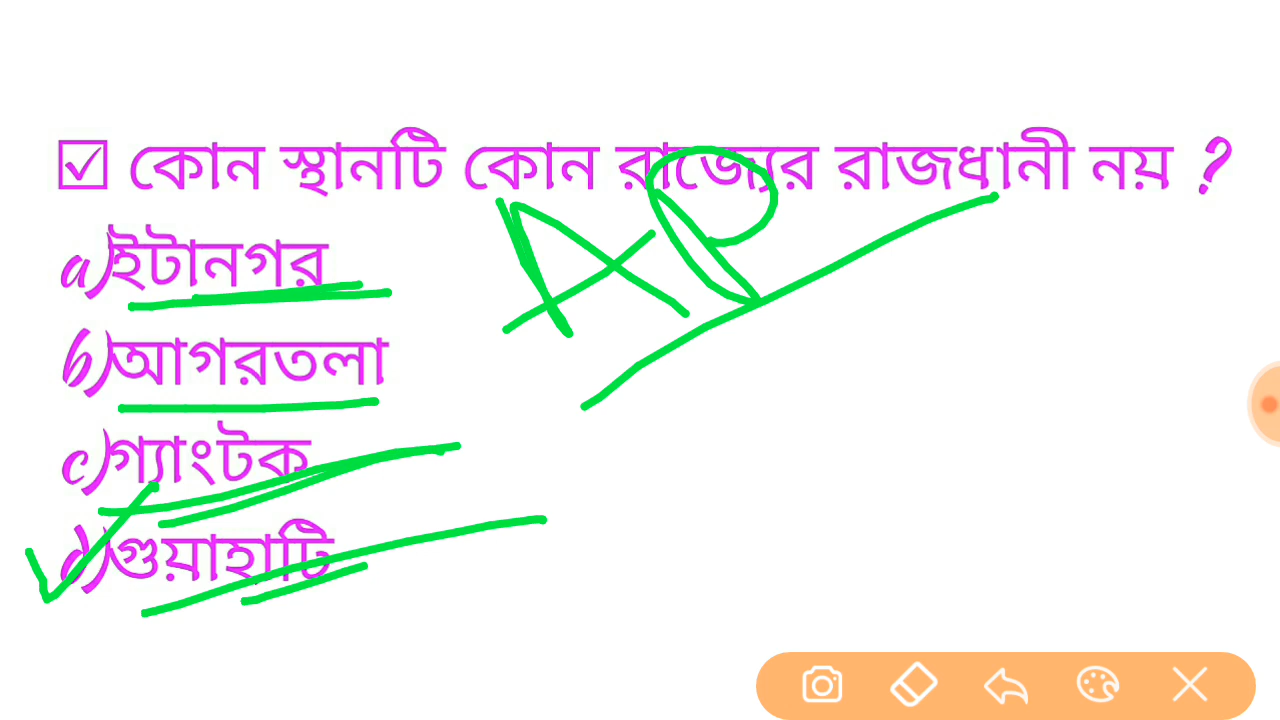 ☑ কোন স্থানটি কোন রাজ্যের রাজধানী নয় ?
AP
a)ইটানগর
b)আগরতলা
c)গ্যাংটক
d)গুয়াহাটি